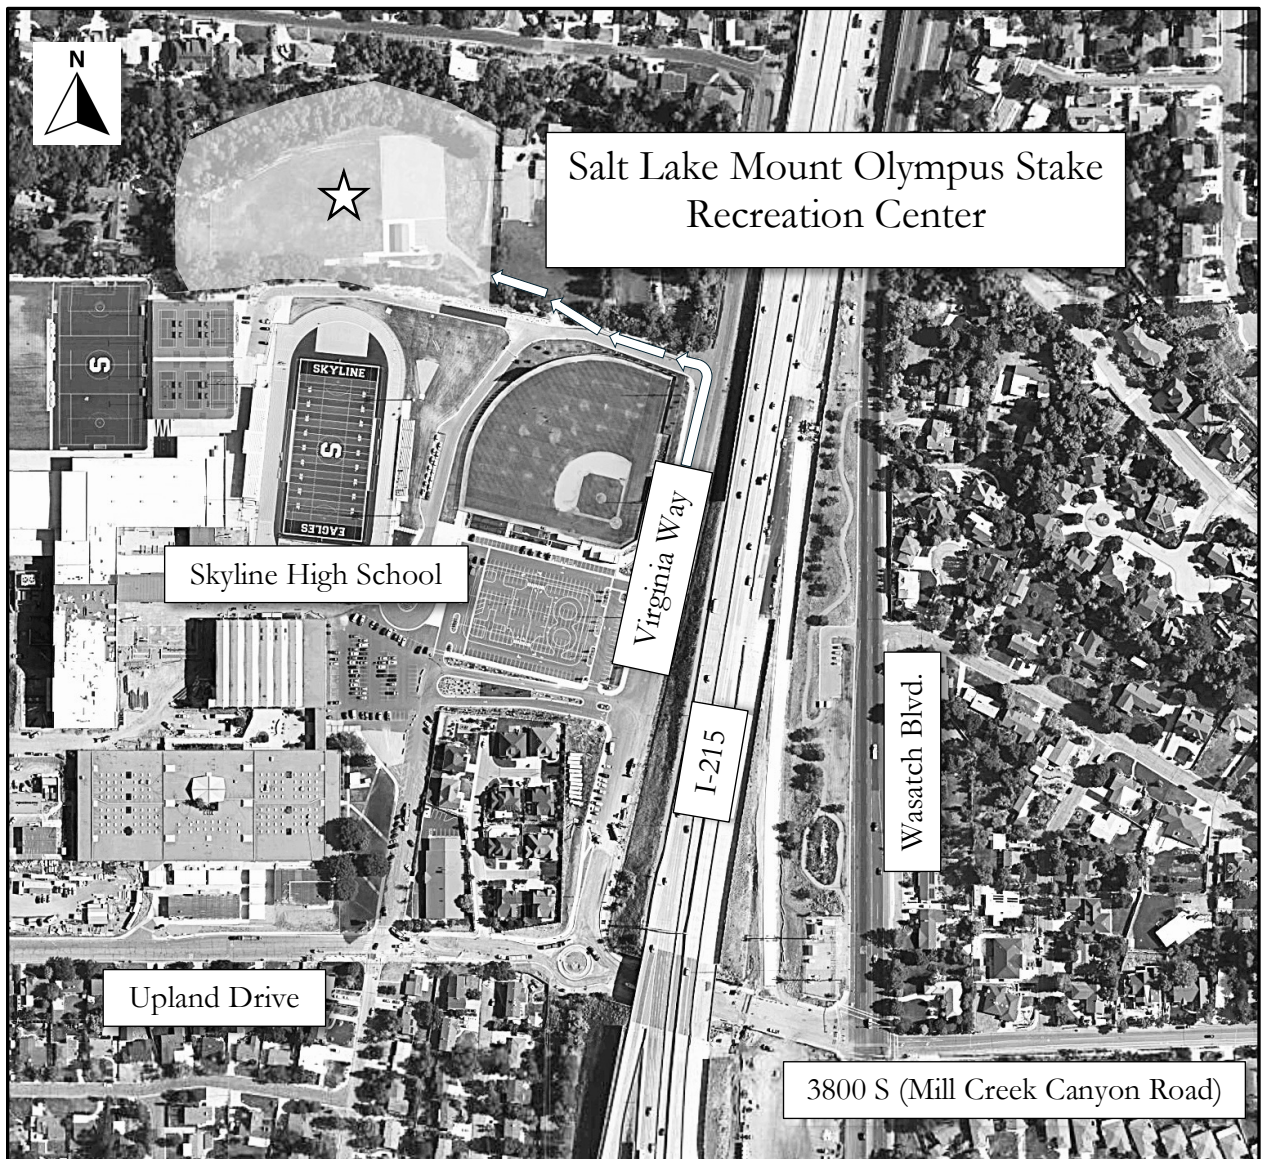 N
Salt Lake Mount Olympus Stake
Recreation Center
S
SKYLINE
S
EAGLES
Skyline High School
Virginia Way
I-215
Wasatch Blvd.
Upland Drive
3800 S (Mill Creek Canyon Road)